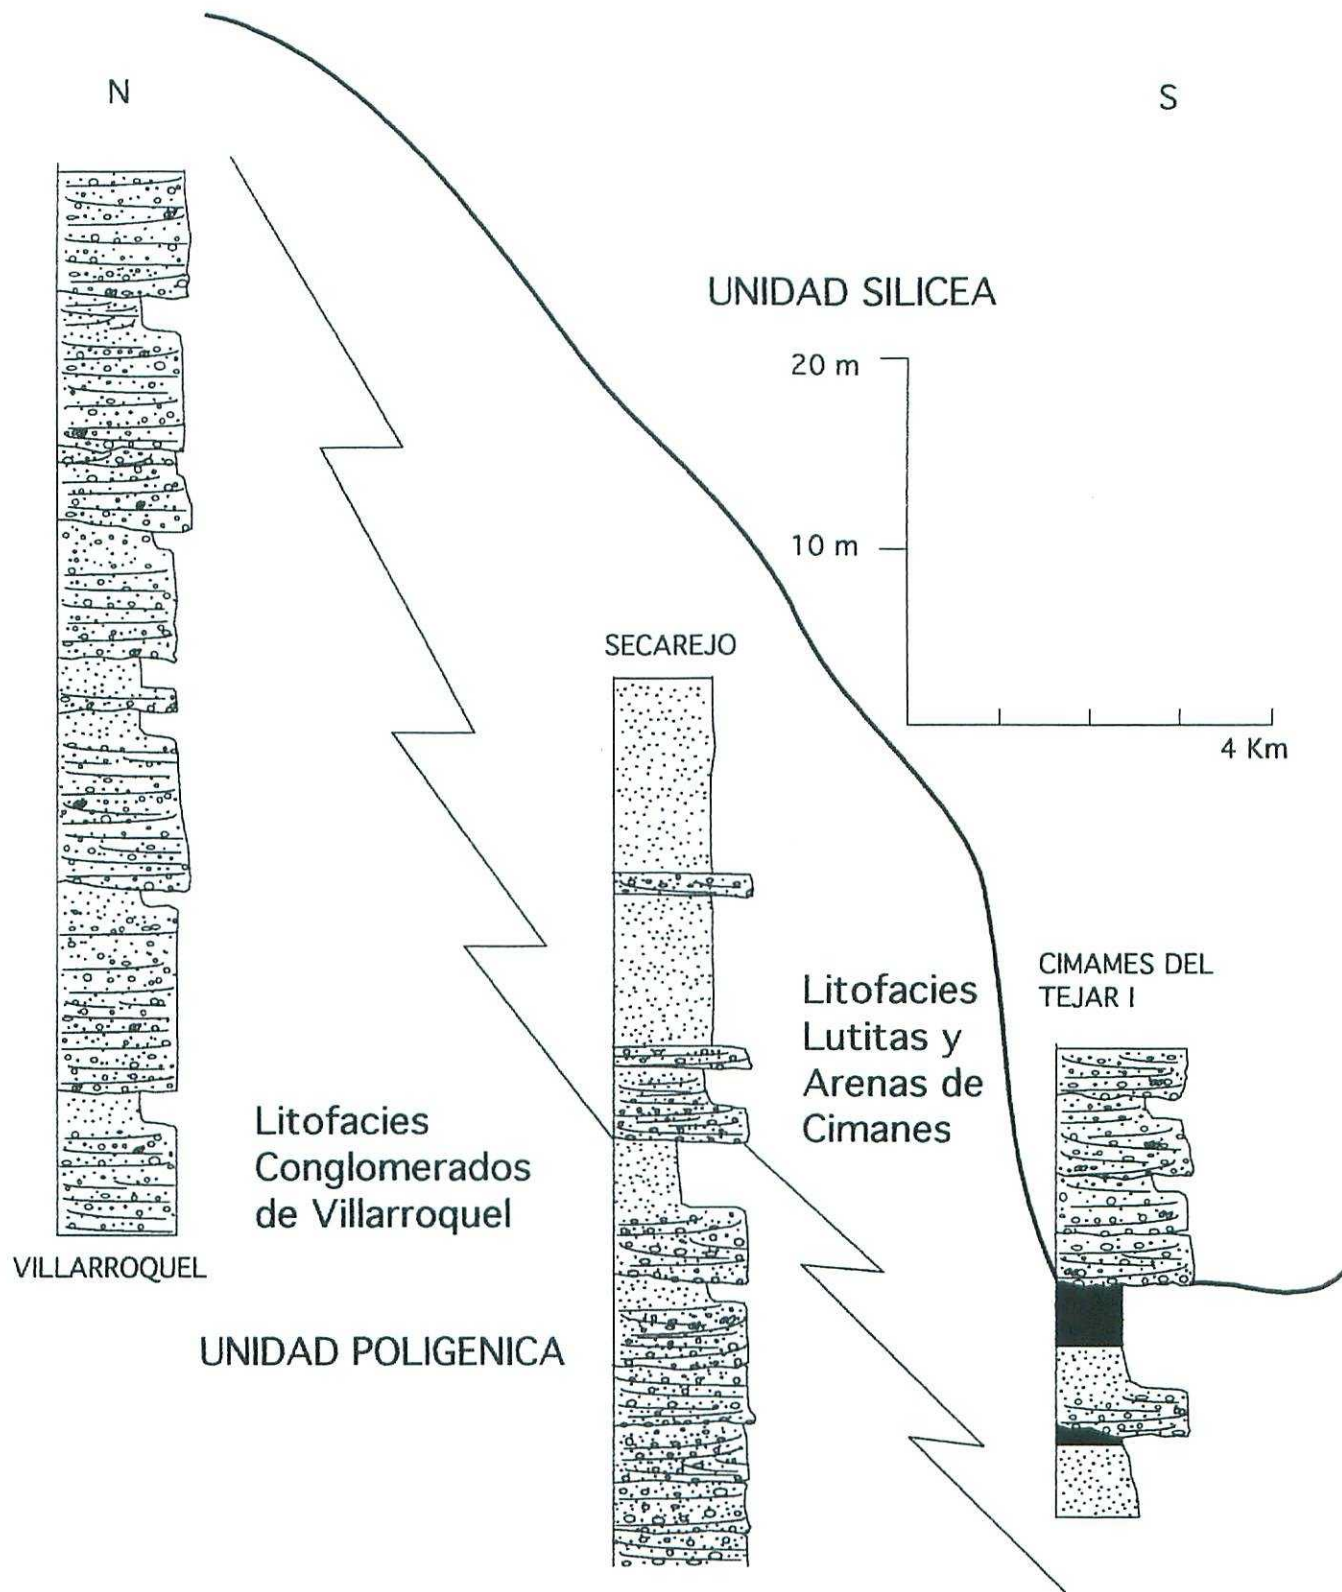 N
S
UNIDAD SILICEA
20 m
10 m
4 Km
SECAREJO
CIMAMES DEL
TEJAR I
Litofacies
Lutitas y
Arenas de
Cimanes
Litofacies
Conglomerados
de Villarroquel
VILLARROQUEL
UNIDAD POLIGENICA